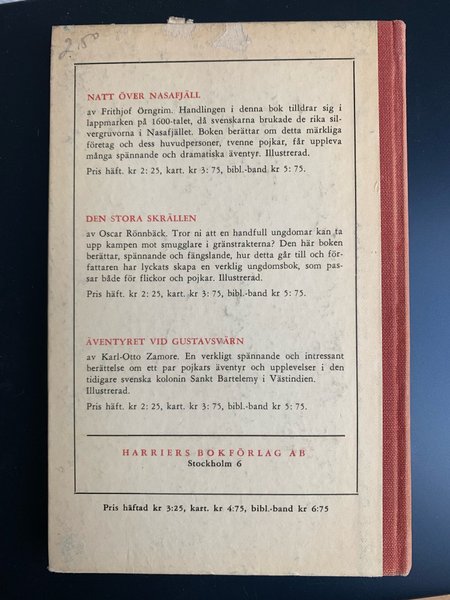 2.50
NATT ÖVER NASAFJÄLL
av Frithjof Örngrim. Handlingen i denna bok tilldrar sig i
lappmarken på 1600-talet, då svenskarna brukade de rika sil-
vergruvorna i Nasafjället. Boken berättar om detta märkliga
företag och dess huvudpersoner, tvenne pojkar, får uppleva
många spännande och dramatiska äventyr. Illustrerad.
Pris häft. kr 2: 25, kart. kr 3: 75, bibl.-band kr 5: 75.
DEN STORA SKRÄLLEN
av Oscar Rönnbäck. Tror ni att en handfull ungdomar kan ta
upp kampen mot smugglare i gränstrakterna? Den här boken
berättar, spännande och fängslande, hur detta går till och för-
fattaren har lyckats skapa en verklig ungdomsbok, som pas-
sar både för flickor och pojkar. Illustrerad.
Pris häft. kr 2: 25, kart. kr 3: 75, bibl.-band kr 5: 75.
ÄVENTYRET VID GUSTAVSVÄRN
av Karl-Otto Zamore. En verkligt spännande och intressant
berättelse om ett par pojkars äventyr och upplevelser i den
tidigare svenska kolonin Sankt Bartelemy i Västindien.
Illustrerad.
Pris häft. kr 2: 25, kart. kr 3: 75, bibl.-band kr 5: 75.
HARRIERS BOKFÖRLAG AB
Stockholm 6
Pris häftad kr 3:25, kart. kr 4:75, bibl.-band kr 6:75